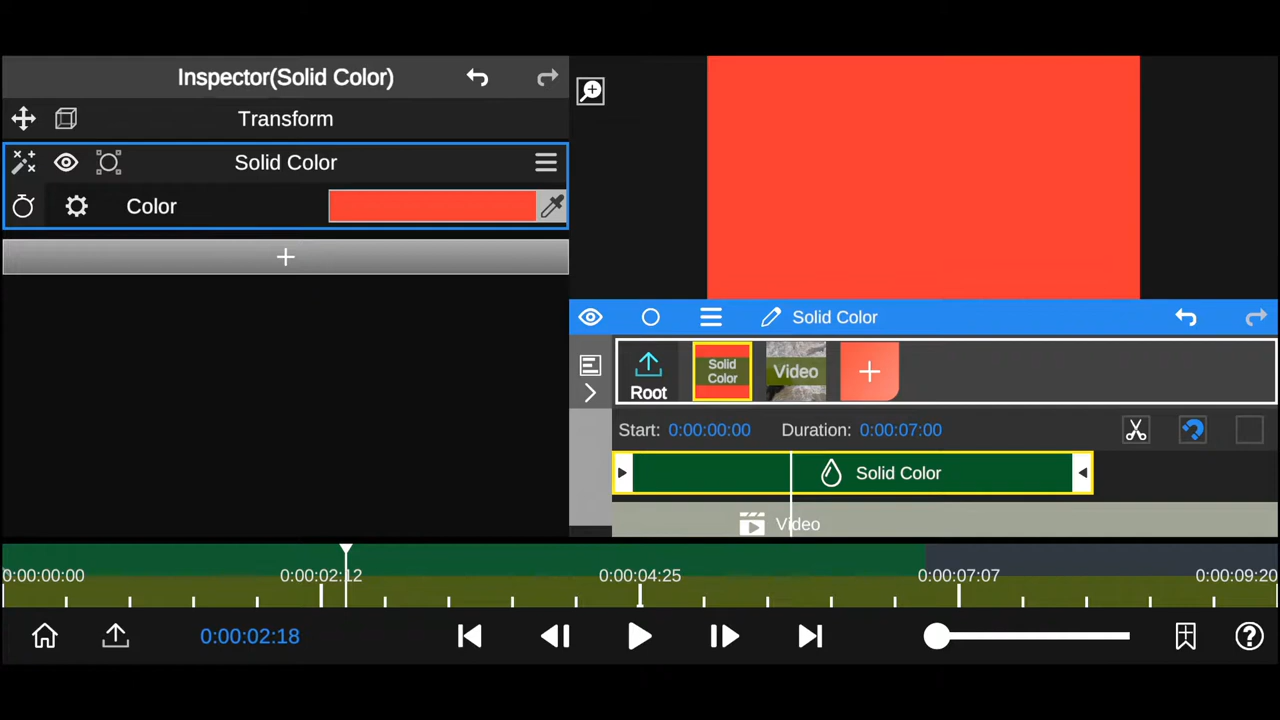 Inspector(Solid Color)
Transform
Solid Color
Color
Solid Color
Root
Solid
Color
Video
Start: 0:00:00:00 Duration: 0:00:07:00
Solid Color
Video
0:00:00:00 0:00:02:12 0:00:04:25 0:00:07:07 0:00:09:20
0:00:02:18